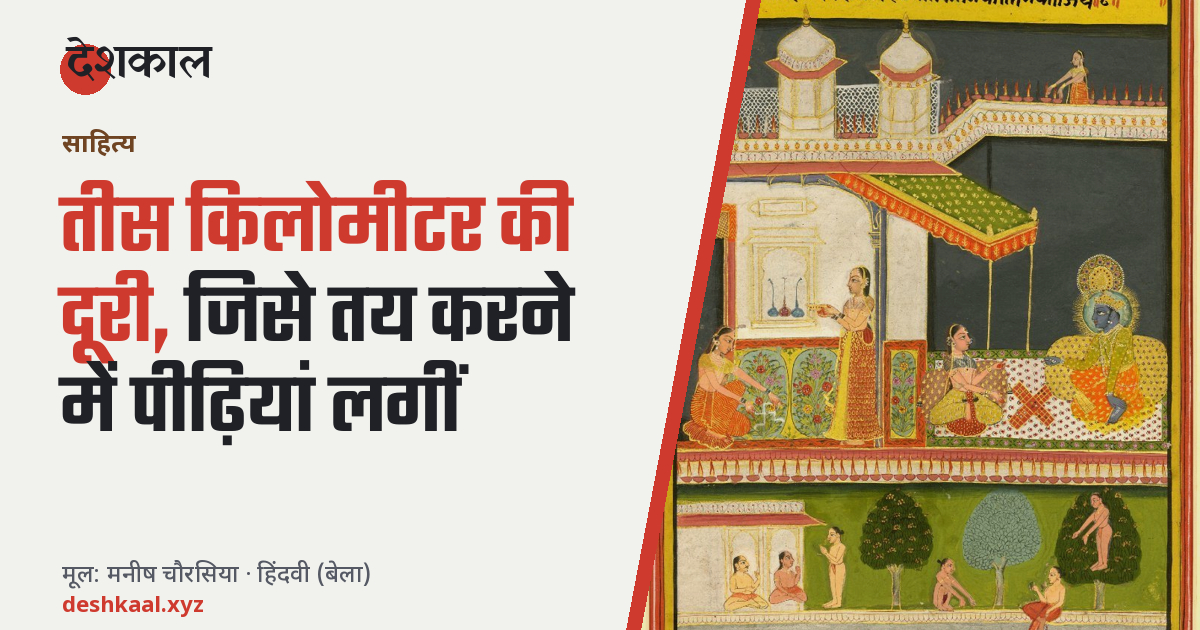 देशकाल
साहित्य
तीस किलोमीटर की
दूरी, जिसे तय करने
में पीढ़ियां लगीं
मूल: मनीष चौरसिया · हिंदवी (बेला)
deshkaal.xyz